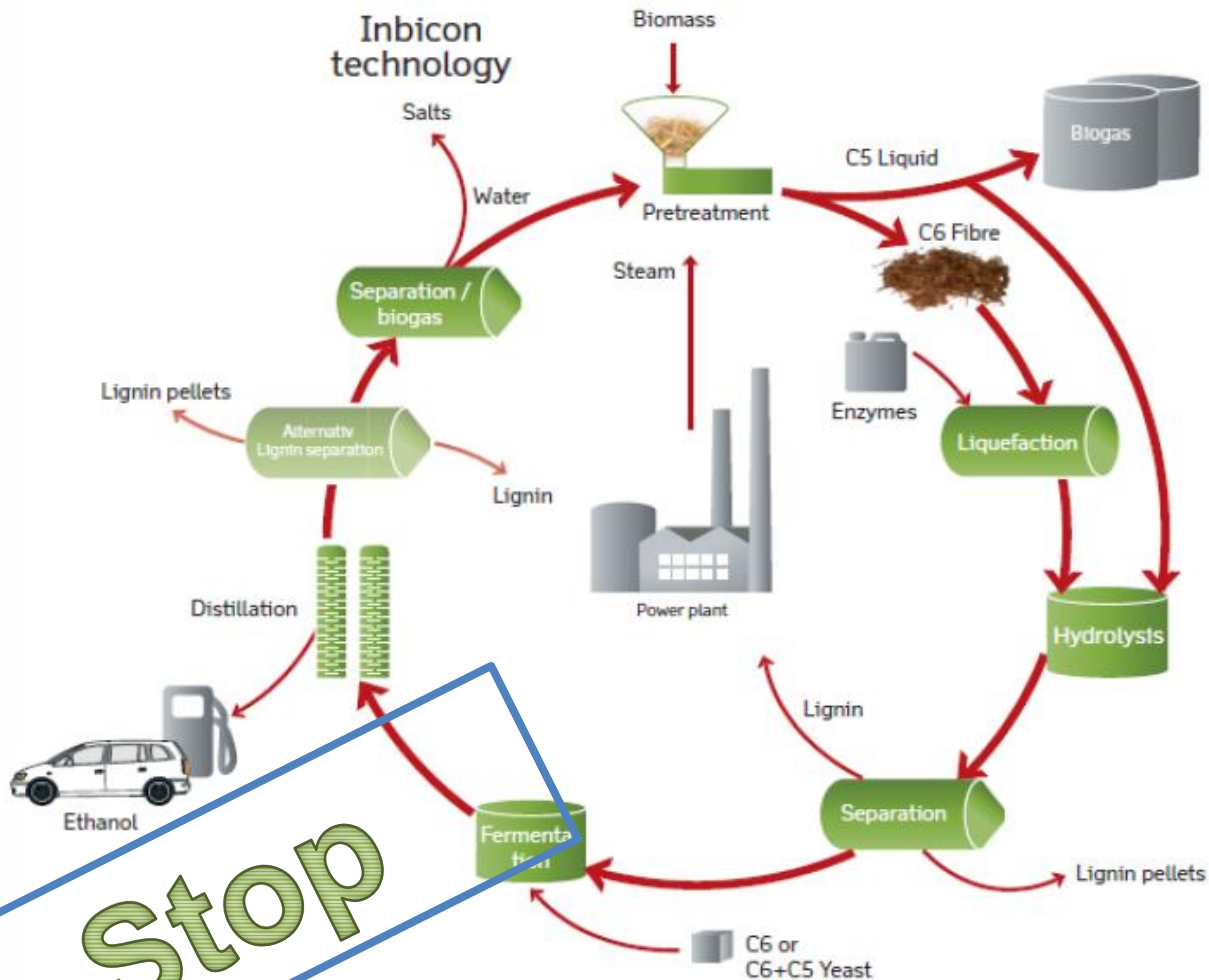 Inbicon
technology
Biomass
Salts
Water
Pretreatment
C5 Liquid
Biogas
C6 Fibre
Steam
Separation /
biogas
Enzymes
Liquefaction
Lignin pellets
Alternativ
Lignin separation
Lignin
Power plant
Distillation
Hydrolysis
Lignin
Separation
Ethanol
Fermenta
tion
Lignin pellets
Stop
C6 or
C6+C5 Yeast